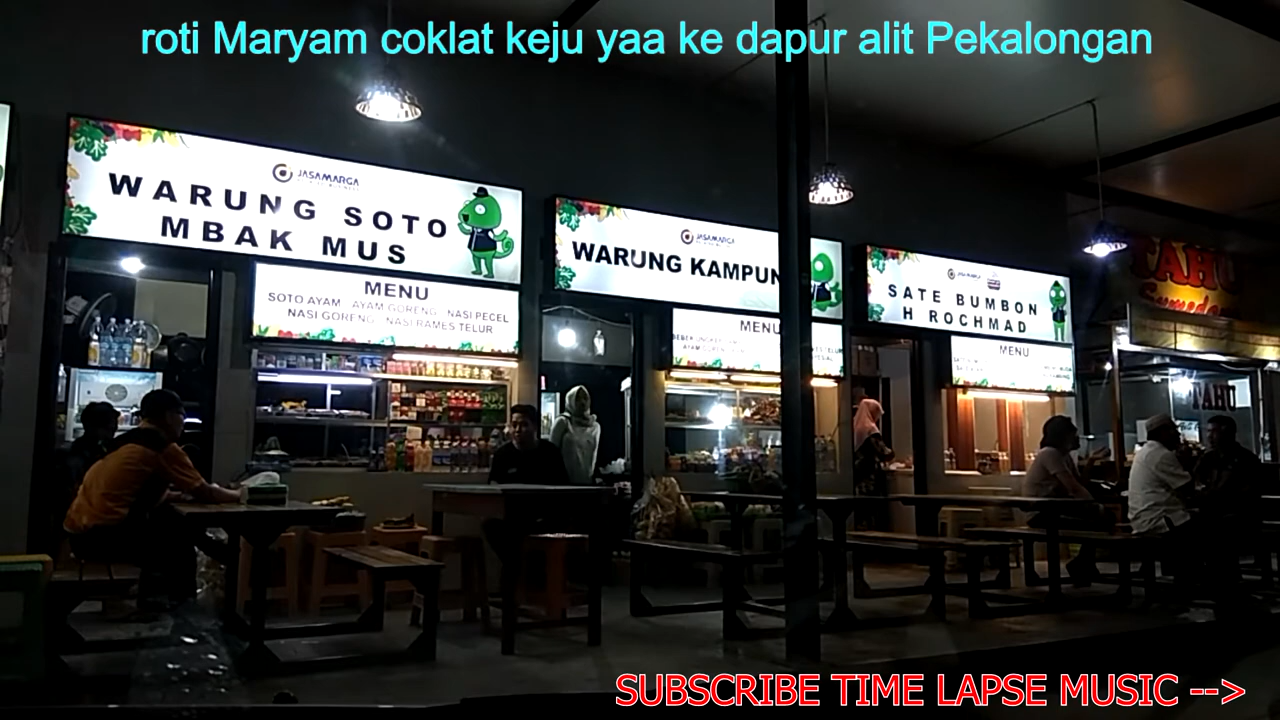 roti Maryam coklat keju yaa ke dapur alit Pekalongan
JASAMARGA
WARUNG SOTO
MBAK MUS
MENU
SOTO AYAM AYAM GORENG NASI PECEL
NASI GORENG NASI RAMES TELUR
JASAMARGA
WARUNG KAMPUN
MENU
JASAMARGA
SATE BUMBON
H ROCHMAD
MENU
TAHU
Sumeda
TAHU
SUBSCRIBE TIME LAPSE MUSIC -->